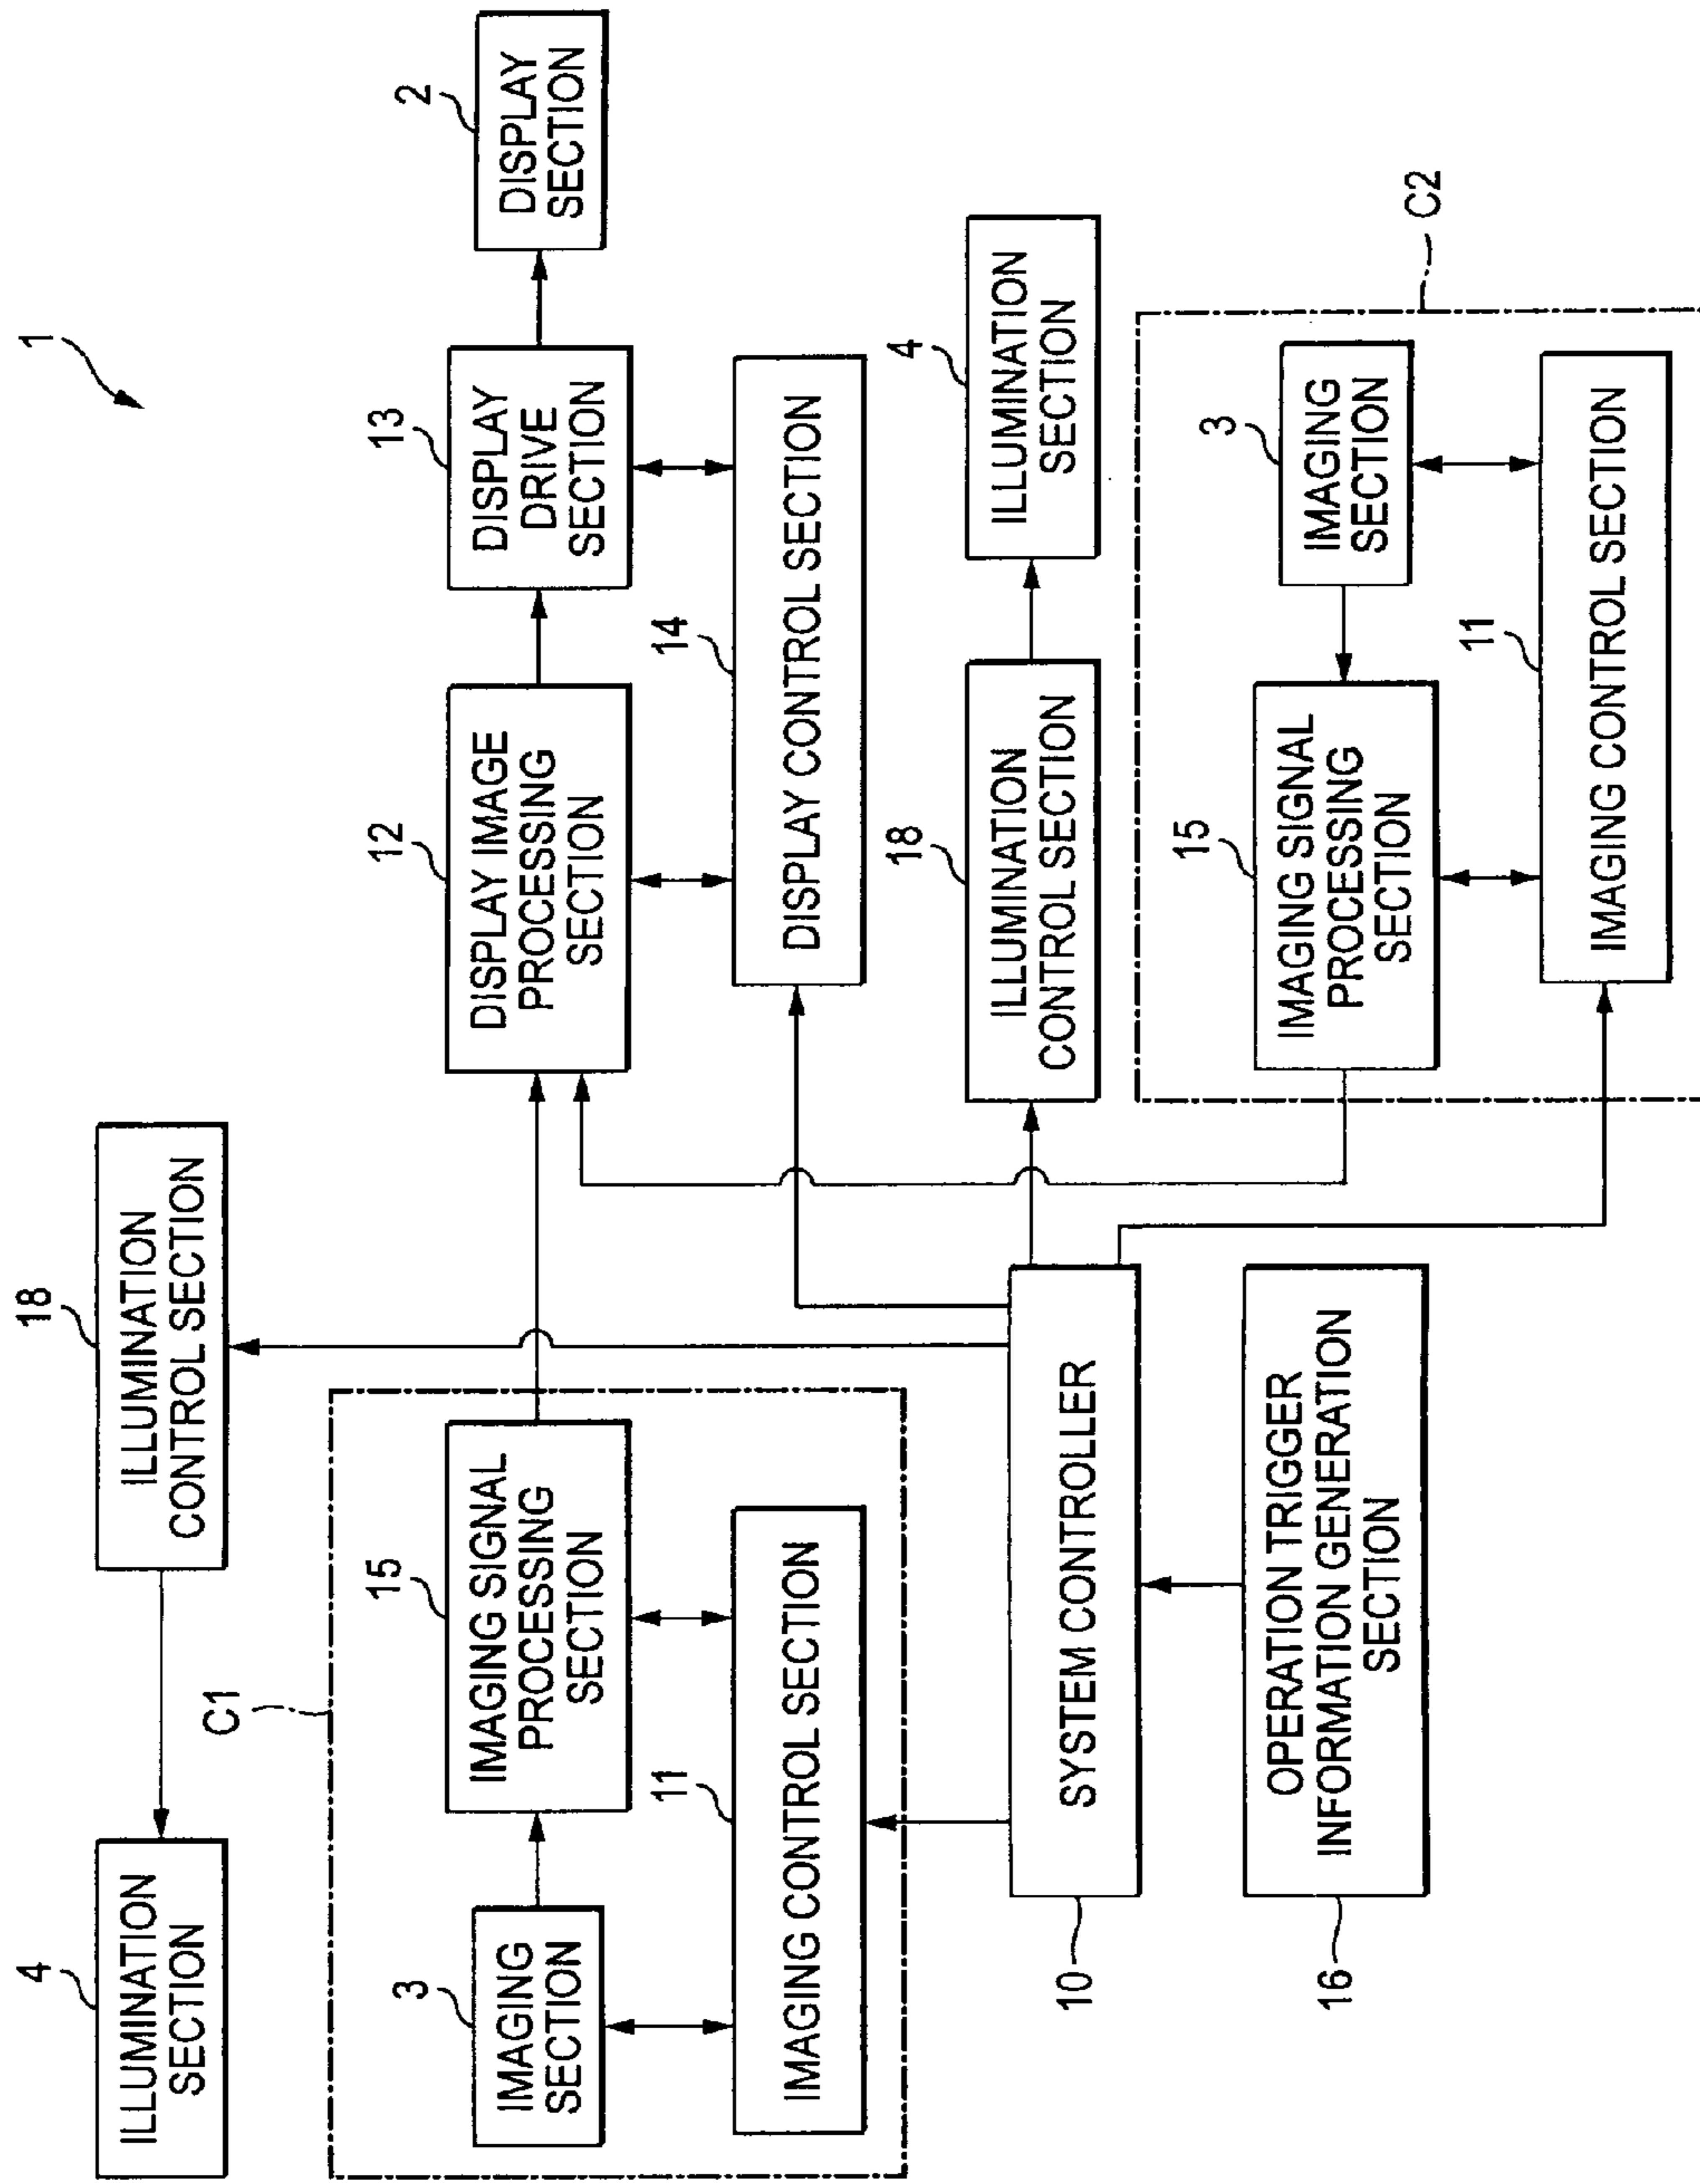 1
18
ILLUMINATION
CONTROL SECTION
4
ILLUMINATION
SECTION
C1
3
IMAGING
SECTION
15
IMAGING SIGNAL
PROCESSING
SECTION
11
IMAGING CONTROL SECTION
12
DISPLAY IMAGE
PROCESSING
SECTION
13
DISPLAY
DRIVE
SECTION
2
DISPLAY
SECTION
14
DISPLAY CONTROL SECTION
10
SYSTEM CONTROLLER
18
ILLUMINATION
CONTROL SECTION
4
ILLUMINATION
SECTION
16
OPERATION TRIGGER
INFORMATION GENERATION
SECTION
C2
15
IMAGING SIGNAL
PROCESSING
SECTION
3
IMAGING
SECTION
11
IMAGING CONTROL SECTION